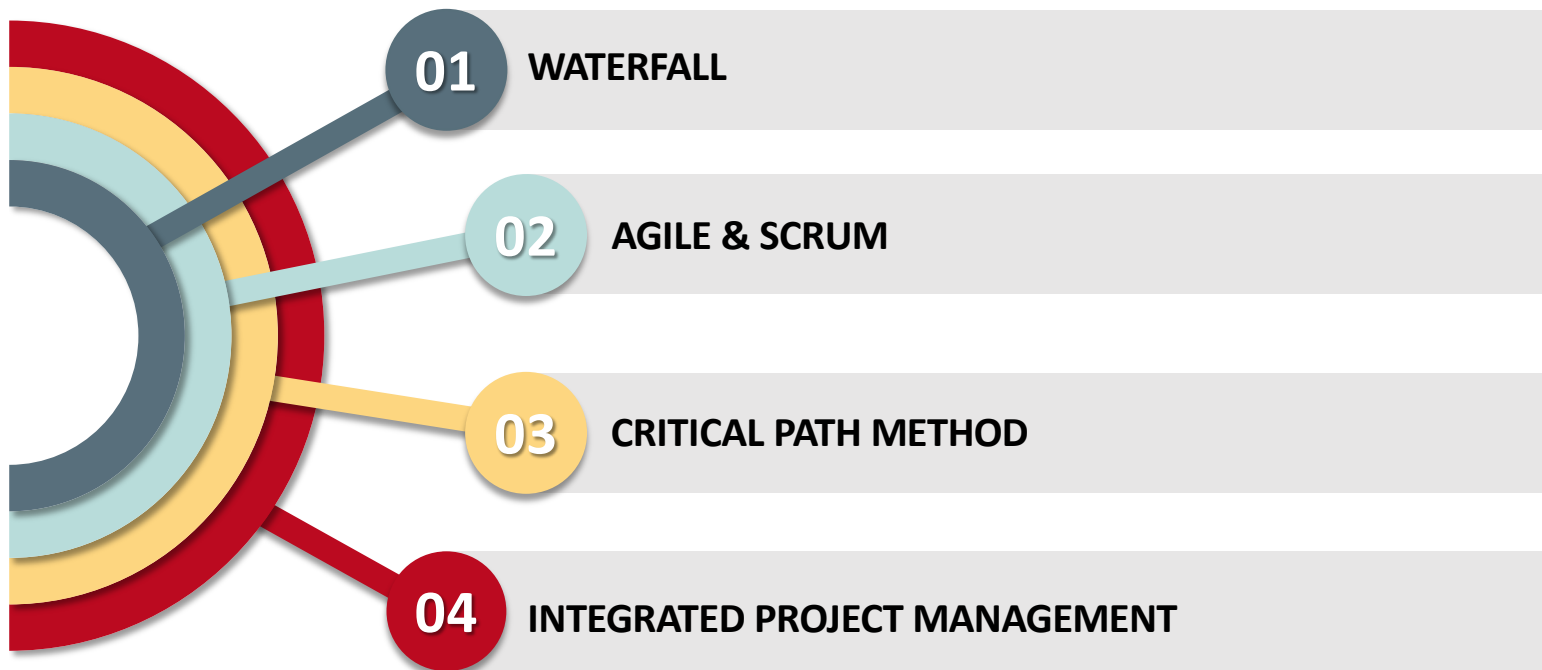 01 WATERFALL
02 AGILE & SCRUM
03 CRITICAL PATH METHOD
04 INTEGRATED PROJECT MANAGEMENT